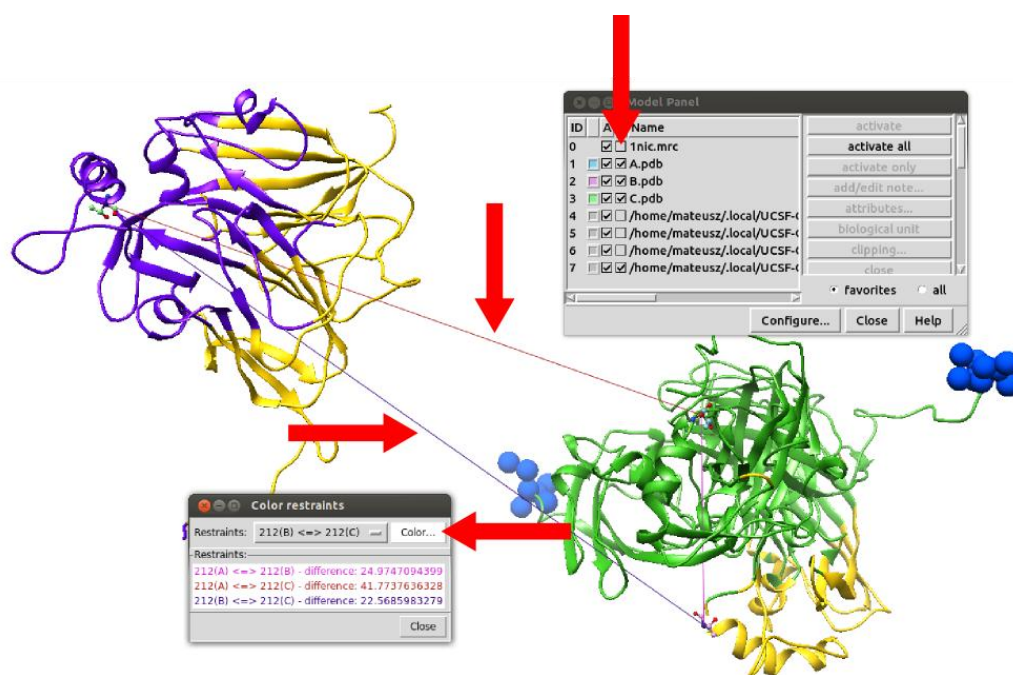 Model Panel
ID A Name
0 1nic.mrc
1 A.pdb
2 B.pdb
3 C.pdb
4 /home/mateusz/.local/UCSF-C
5 /home/mateusz/.local/UCSF-C
6 /home/mateusz/.local/UCSF-C
7 /home/mateusz/.local/UCSF-C
activate
activate all
activate only
add/edit note...
attributes...
biological unit
clipping...
close
favorites all
Configure... Close Help
Color restraints
Restraints: 212(B) <=> 212(C) Color...
Restraints:
212(A) <=> 212(B) - difference: 24.9747094399
212(A) <=> 212(C) - difference: 41.7737636328
212(B) <=> 212(C) - difference: 22.5685983279
Close